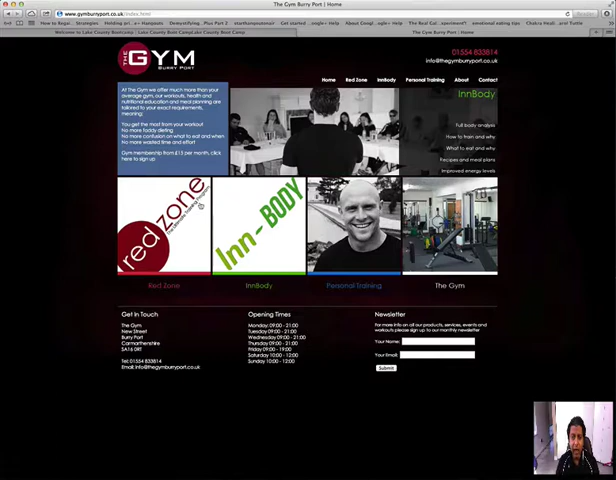 The Gym Burry Port | Home
www.gymburryport.co.uk/index.html
Welcome to Lake County Bootcamp
Lake County Boot CampLake County Boot Camp
The Gym Burry Port | Home
THE GYM
BURRY PORT
01554 833814
info@thegymburryport.co.uk
Home Red Zone InnBody Personal Training About Contact
At The Gym we offer much more than your
average gym, our workouts, health and
nutritional education and meal planning are
tailored to your exact requirements,
meaning:
You get the most from your workout
No more faddy dieting
No more confusion on what to eat and when
No more wasted time and effort
Gym membership from £15 per month, click
here to sign up
InnBody
Full body analysis
How to train and why
What to eat and why
Recipes and meal plans
Improved energy levels
red zone
Inn-BODY
Red Zone InnBody Personal Training The Gym
Get in Touch
The Gym
New Street
Burry Port
Carmarthenshire
SA16 0RT
Tel: 01554 833814
Email: info@thegymburryport.co.uk
Opening Times
Monday: 09:00 - 21:00
Tuesday 09:00 - 21:00
Wednesday 09:00 - 21:00
Thursday 09:00 - 21:00
Friday 09:00 - 19:00
Saturday 10:00 - 12:00
Sunday 10:00 - 12:00
Newsletter
For more info on all our products, services, events and
workouts please sign up to our monthly newsletter
Your Name:
Your Email:
Submit